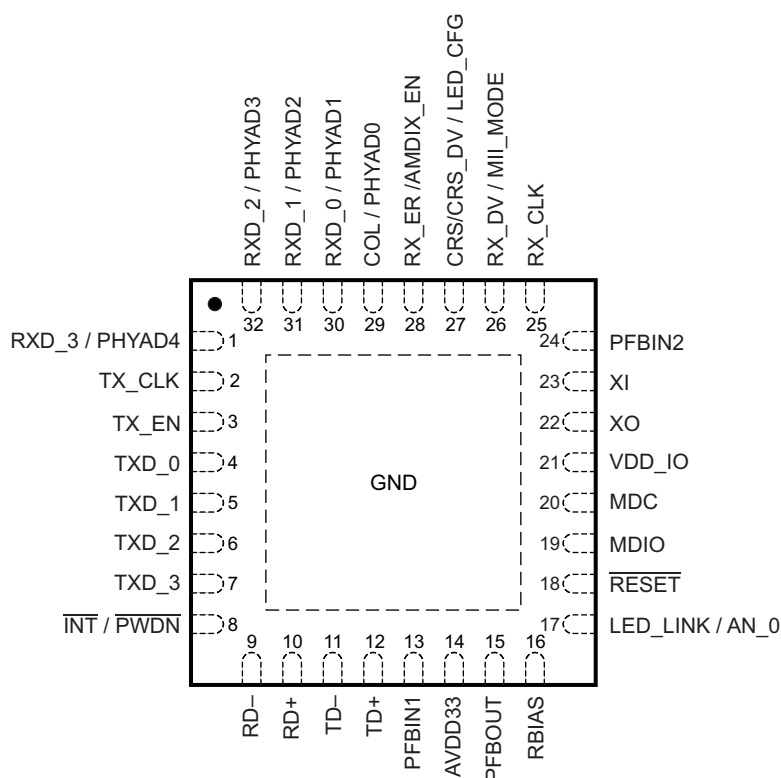 RXD_2 / PHYAD3
RXD_1 / PHYAD2
RXD_0 / PHYAD1
COL / PHYAD0
RX_ER /AMDIX_EN
CRS/CRS_DV / LED_CFG
RX_DV / MII_MODE
RX_CLK
32
31
30
29
28
27
26
25
RXD_3 / PHYAD4
1
TX_CLK
2
TX_EN
3
TXD_0
4
TXD_1
5
TXD_2
6
TXD_3
7
INT / PWDN
8
GND
24
PFBIN2
23
XI
22
XO
21
VDD_IO
20
MDC
19
MDIO
18
RESET
17
LED_LINK / AN_0
9
10
11
12
13
14
15
16
RD–
RD+
TD–
TD+
PFBIN1
AVDD33
PFBOUT
RBIAS